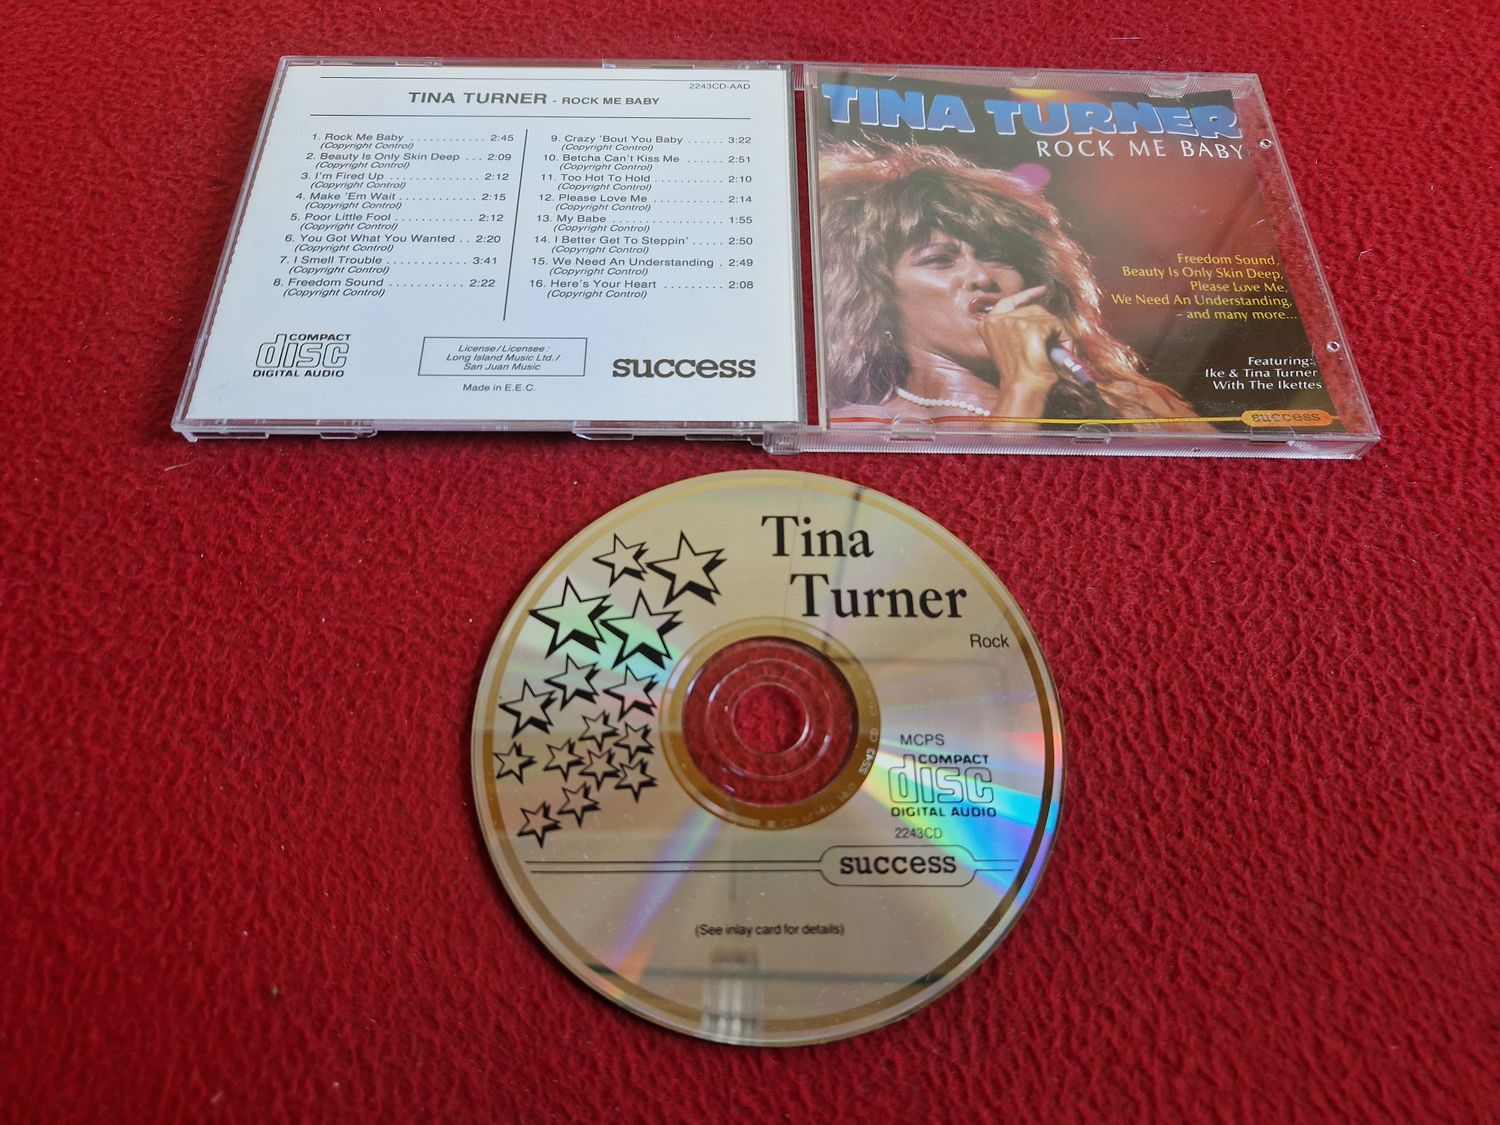 2243CD-AAD
TINA TURNER - ROCK ME BABY
1. Rock Me Baby . . . . . . . . . . . . 2:45
(Copyright Control)
2. Beauty Is Only Skin Deep . . . 2:09
(Copyright Control)
3. I'm Fired Up . . . . . . . . . . . . . . 2:12
(Copyright Control)
4. Make 'Em Wait . . . . . . . . . . . . 2:15
(Copyright Control)
5. Poor Little Fool . . . . . . . . . . . . 2:12
(Copyright Control)
6. You Got What You Wanted . . 2:20
(Copyright Control)
7. I Smell Trouble . . . . . . . . . . . . 3:41
(Copyright Control)
8. Freedom Sound . . . . . . . . . . . 2:22
(Copyright Control)
9. Crazy 'Bout You Baby . . . . . . 3:22
(Copyright Control)
10. Betcha Can't Kiss Me . . . . . . 2:51
(Copyright Control)
11. Too Hot To Hold . . . . . . . . . . 2:10
(Copyright Control)
12. Please Love Me . . . . . . . . . . . 2:14
(Copyright Control)
13. My Babe . . . . . . . . . . . . . . . . . 1:55
(Copyright Control)
14. I Better Get To Steppin' . . . . . 2:50
(Copyright Control)
15. We Need An Understanding . 2:49
(Copyright Control)
16. Here's Your Heart . . . . . . . . . 2:08
(Copyright Control)
COMPACT
disc
DIGITAL AUDIO
License/Licensee:
Long Island Music Ltd./
San Juan Music
Made in E.E.C.
success
TINA TURNER
ROCK ME BABY
Freedom Sound,
Beauty Is Only Skin Deep,
Please Love Me,
We Need An Understanding,
- and many more...
Featuring:
Ike & Tina Turner
With The Ikettes
success
Tina
Turner
Rock
MCPS
COMPACT
disc
DIGITAL AUDIO
2243CD
success
(See inlay card for details)